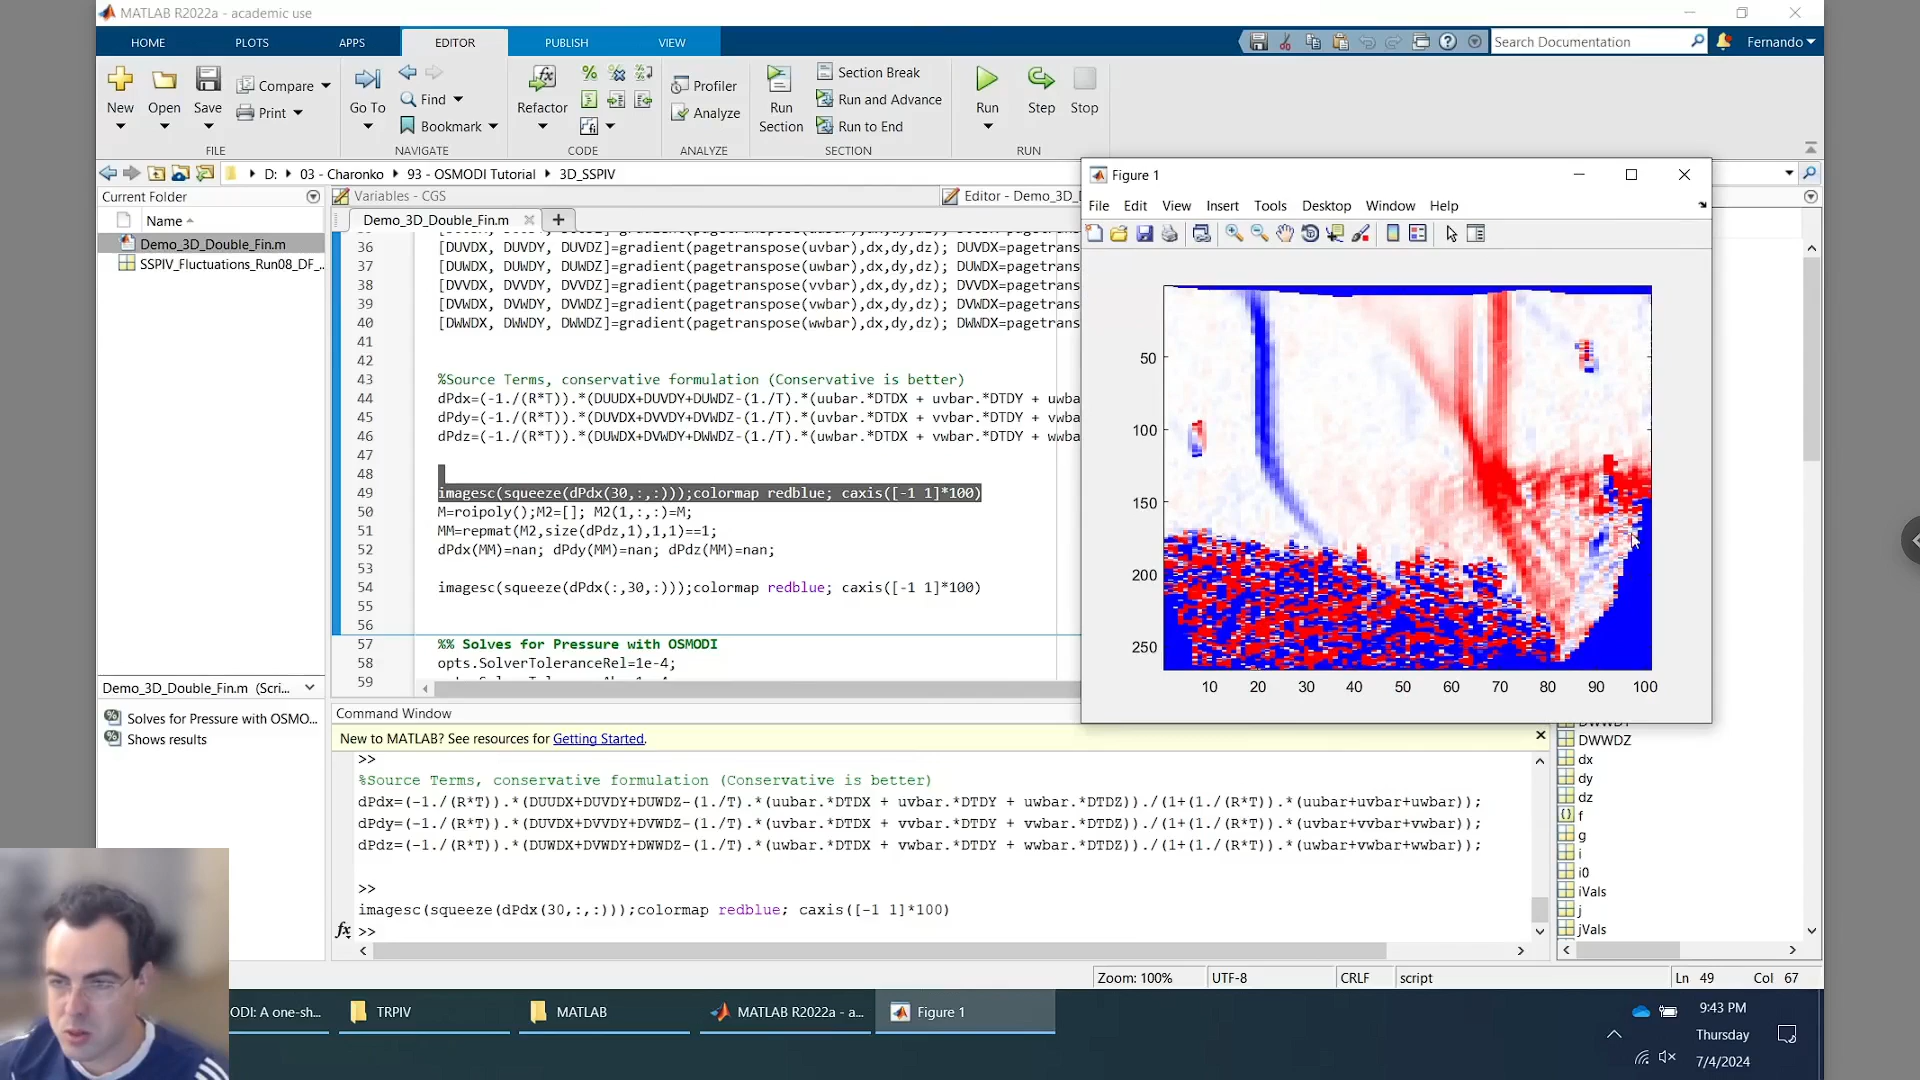 MATLAB R2022a - academic use
HOME
PLOTS
APPS
EDITOR
PUBLISH
VIEW
Search Documentation
Fernando
New
Open
Save
Compare
Print
FILE
Go To
Find
Bookmark
NAVIGATE
Refactor
CODE
Profiler
Analyze
ANALYZE
Run
Section
Section Break
Run and Advance
Run to End
SECTION
Run
Step
Stop
RUN
D:
03 - Charonko
93 - OSMODI Tutorial
3D_SSPIV
Current Folder
Name
Demo_3D_Double_Fin.m
SSPIV_Fluctuations_Run08_DF_...
Demo_3D_Double_Fin.m (Scri...
Solves for Pressure with OSMO...
Shows results
Variables - CGS
Editor - Demo_3D_
Demo_3D_Double_Fin.m
36 [DUVDX, DUVDY, DUVDZ]=gradient(pagetranspose(uvbar),dx,dy,dz); DUVDX=pagetrans
37 [DUWDX, DUWDY, DUWDZ]=gradient(pagetranspose(uwbar),dx,dy,dz); DUWDX=pagetrans
38 [DVVDX, DVVDY, DVVDZ]=gradient(pagetranspose(vvbar),dx,dy,dz); DVVDX=pagetrans
39 [DVWDX, DVWDY, DVWDZ]=gradient(pagetranspose(vwbar),dx,dy,dz); DVWDX=pagetrans
40 [DWWDX, DWWDY, DWWDZ]=gradient(pagetranspose(wwbar),dx,dy,dz); DWWDX=pagetrans
41
42
43 %Source Terms, conservative formulation (Conservative is better)
44 dPdx=(-1./(R*T)).*(DUUDX+DUVDY+DUWDZ-(1./T).*(uubar.*DTDX + uvbar.*DTDY + uwba
45 dPdy=(-1./(R*T)).*(DUVDX+DVVDY+DVWDZ-(1./T).*(uvbar.*DTDX + vvbar.*DTDY + vwba
46 dPdz=(-1./(R*T)).*(DUWDX+DVWDY+DWWDZ-(1./T).*(uwbar.*DTDX + vwbar.*DTDY + wwba
47
48
49 imagesc(squeeze(dPdx(30,:,:)));colormap redblue; caxis([-1 1]*100)
50 M=roipoly();M2=[]; M2(1,:,:)=M;
51 MM=repmat(M2,size(dPdz,1),1,1)==1;
52 dPdx(MM)=nan; dPdy(MM)=nan; dPdz(MM)=nan;
53
54 imagesc(squeeze(dPdx(:,30,:)));colormap redblue; caxis([-1 1]*100)
55
56
57 %% Solves for Pressure with OSMODI
58 opts.SolverToleranceRel=1e-4;
59
Figure 1
File Edit View Insert Tools Desktop Window Help
50
100
150
200
250
10 20 30 40 50 60 70 80 90 100
Command Window
New to MATLAB? See resources for Getting Started.
>>
%Source Terms, conservative formulation (Conservative is better)
dPdx=(-1./(R*T)).*(DUUDX+DUVDY+DUWDZ-(1./T).*(uubar.*DTDX + uvbar.*DTDY + uwbar.*DTDZ))./(1+(1./(R*T)).*(uubar+uvbar+uwbar));
dPdy=(-1./(R*T)).*(DUVDX+DVVDY+DVWDZ-(1./T).*(uvbar.*DTDX + vvbar.*DTDY + vwbar.*DTDZ))./(1+(1./(R*T)).*(uvbar+vvbar+vwbar));
dPdz=(-1./(R*T)).*(DUWDX+DVWDY+DWWDZ-(1./T).*(uwbar.*DTDX + vwbar.*DTDY + wwbar.*DTDZ))./(1+(1./(R*T)).*(uwbar+vwbar+wwbar));
>>
imagesc(squeeze(dPdx(30,:,:)));colormap redblue; caxis([-1 1]*100)
fx >>
DWWDZ
dx
dy
dz
f
g
i
i0
iVals
j
jVals
Zoom: 100%
UTF-8
CRLF
script
Ln 49
Col 67
ODI: A one-sh...
TRPIV
MATLAB
MATLAB R2022a - a...
Figure 1
9:43 PM
Thursday
7/4/2024